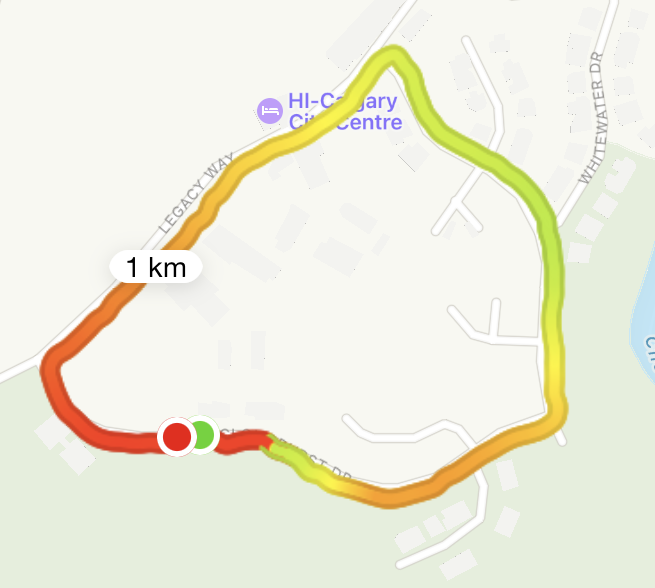 WHITEWATER DR
HI-Calgary
City Centre
LEGACY WAY
1 km